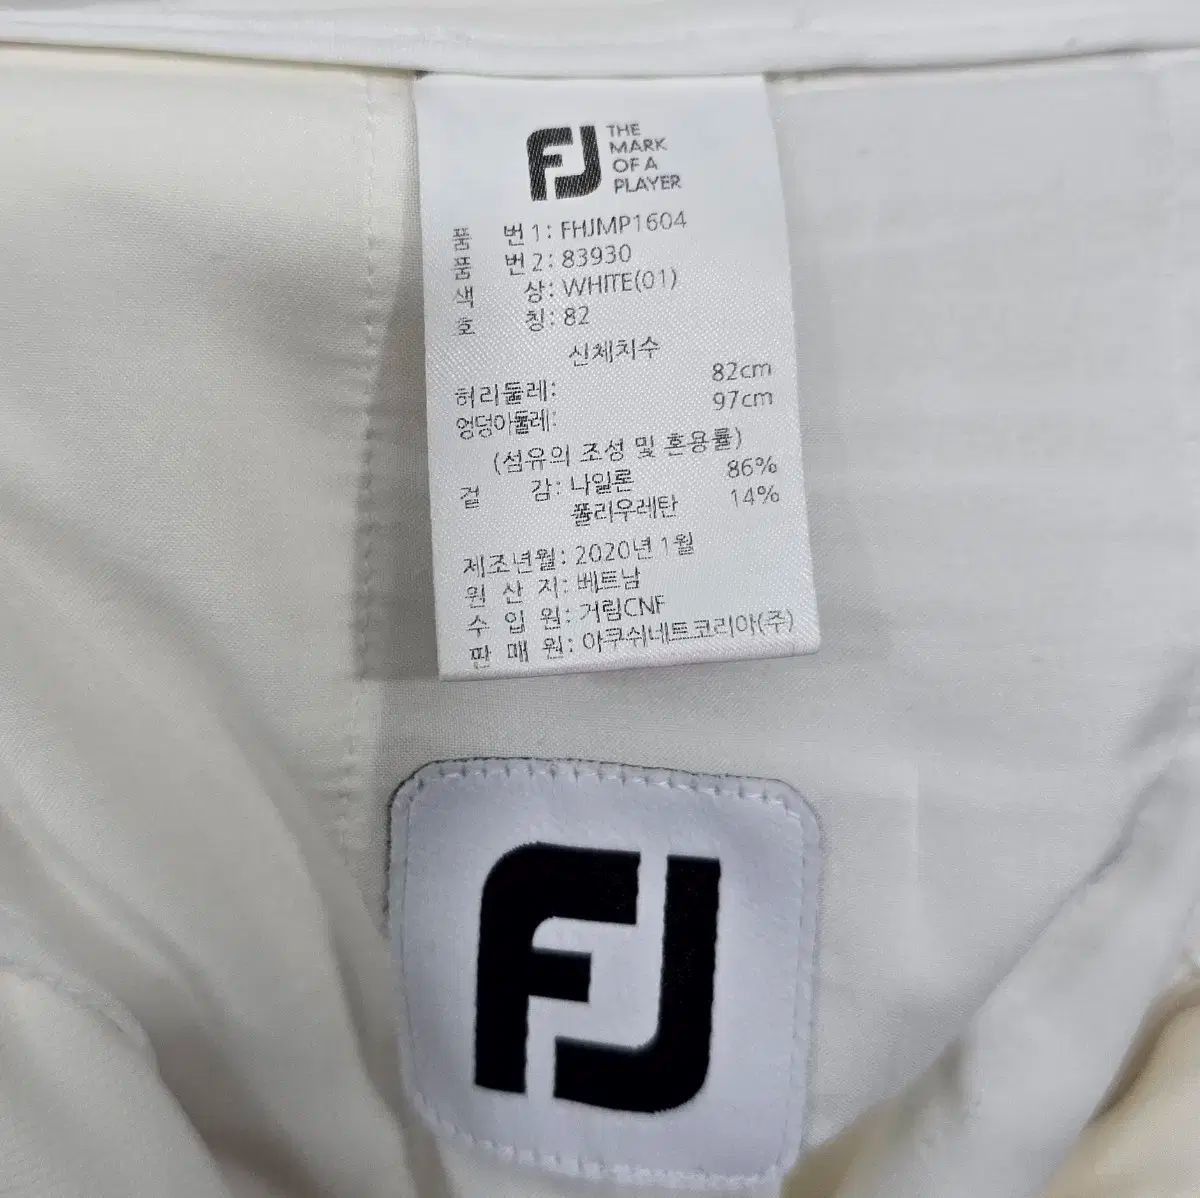 FJ THE
MARK
OF A
PLAYER
품 번1: FHJMP1604
품 번2: 83930
색 상: WHITE(01)
호 칭: 82
신체치수
허리둘레: 82cm
엉덩이둘레: 97cm
(섬유의 조성 및 혼용률)
겉 감: 나일론 86%
폴리우레탄 14%
제조년월: 2020년 1월
원 산 지: 베트남
수 입 원: 거림CNF
판 매 원: 아쿠쉬네트코리아(주)
FJ